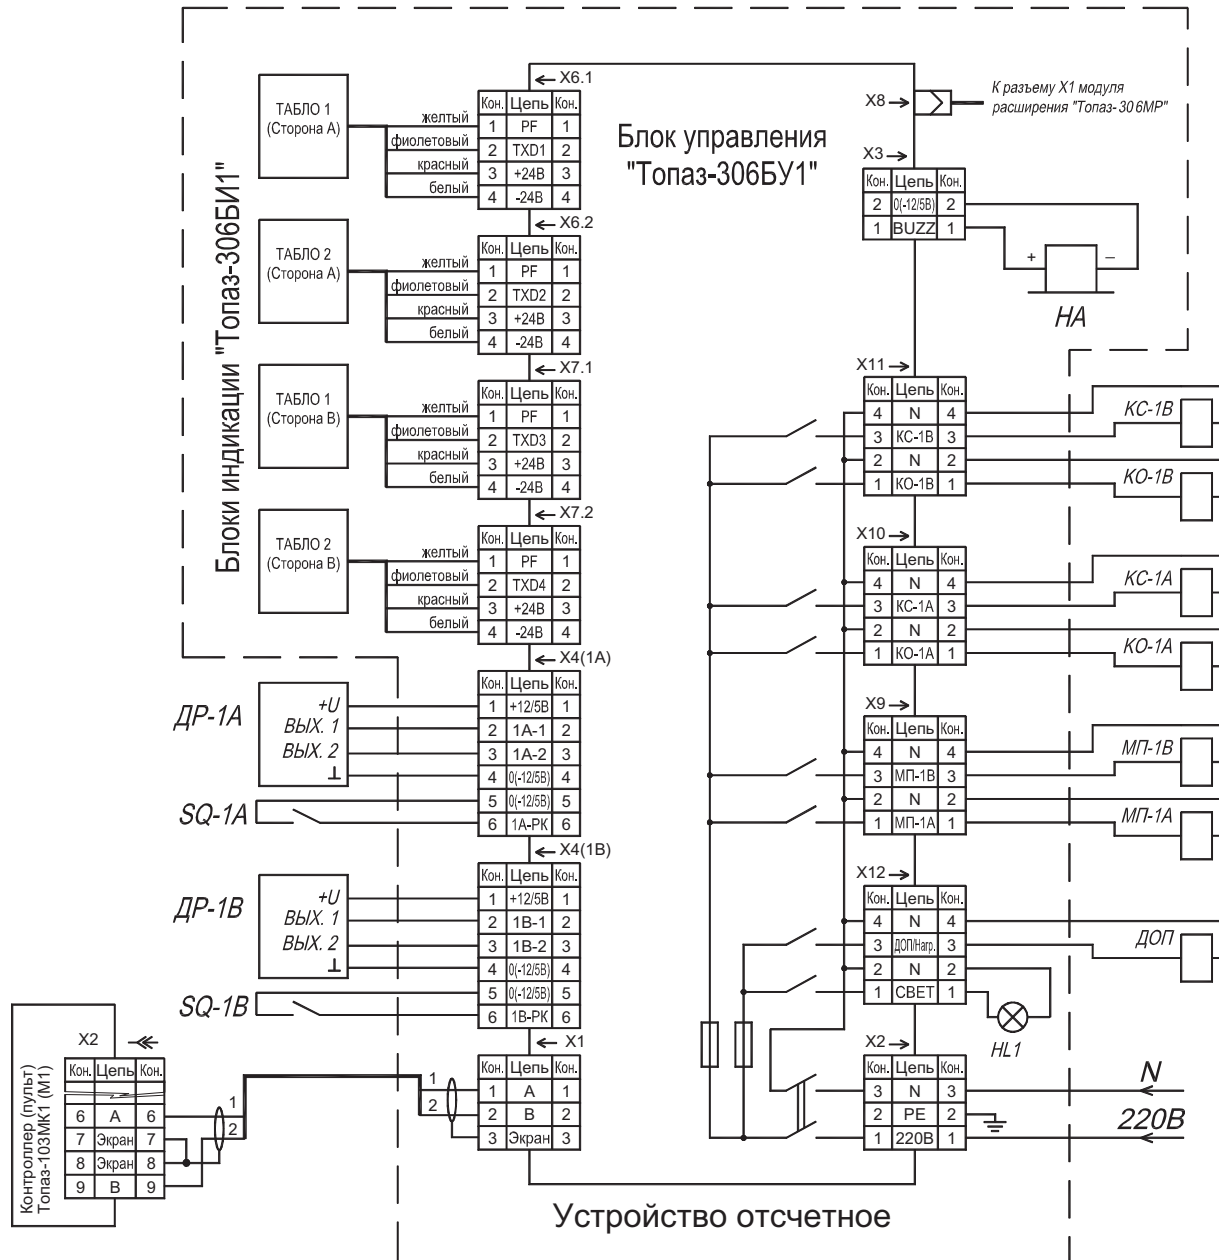 Блоки индикации "Топаз-306БИ1"
ТАБЛО 1
(Сторона А)
желтый
фиолетовый
красный
белый
X6.1
Кон. Цепь Кон.
1 PF 1
2 TXD1 2
3 +24В 3
4 -24В 4
ТАБЛО 2
(Сторона А)
желтый
фиолетовый
красный
белый
X6.2
Кон. Цепь Кон.
1 PF 1
2 TXD2 2
3 +24В 3
4 -24В 4
ТАБЛО 1
(Сторона В)
желтый
фиолетовый
красный
белый
X7.1
Кон. Цепь Кон.
1 PF 1
2 TXD3 2
3 +24В 3
4 -24В 4
ТАБЛО 2
(Сторона В)
желтый
фиолетовый
красный
белый
X7.2
Кон. Цепь Кон.
1 PF 1
2 TXD4 2
3 +24В 3
4 -24В 4
ДР-1А
+U
ВЫХ. 1
ВЫХ. 2
⊥
SQ-1А
X4(1А)
Кон. Цепь Кон.
1 +12/5В 1
2 1А-1 2
3 1А-2 3
4 0(-12/5В) 4
5 0(-12/5В) 5
6 1А-РК 6
ДР-1В
+U
ВЫХ. 1
ВЫХ. 2
⊥
SQ-1В
X4(1В)
Кон. Цепь Кон.
1 +12/5В 1
2 1В-1 2
3 1В-2 3
4 0(-12/5В) 4
5 0(-12/5В) 5
6 1В-РК 6
Контроллер (пульт)
Топаз-103МК1 (М1)
X2
Кон. Цепь Кон.
6 А 6
7 Экран 7
8 Экран 8
9 В 9
1
2
1
2
X1
Кон. Цепь Кон.
1 А 1
2 В 2
3 Экран 3
Блок управления
"Топаз-306БУ1"
X8
К разъему X1 модуля
расширения "Топаз-306МР"
X3
Кон. Цепь Кон.
2 0(-12/5В) 2
1 BUZZ 1
+ –
НА
X11
Кон. Цепь Кон.
4 N 4
3 КС-1В 3
2 N 2
1 КО-1В 1
КС-1В
КО-1В
X10
Кон. Цепь Кон.
4 N 4
3 КС-1А 3
2 N 2
1 КО-1А 1
КС-1А
КО-1А
X9
Кон. Цепь Кон.
4 N 4
3 МП-1В 3
2 N 2
1 МП-1А 1
МП-1В
МП-1А
X12
Кон. Цепь Кон.
4 N 4
3 ДОП/Нагр. 3
2 N 2
1 СВЕТ 1
ДОП
HL1
X2
Кон. Цепь Кон.
3 N 3
2 PE 2
1 220В 1
N
220В
Устройство отсчетное